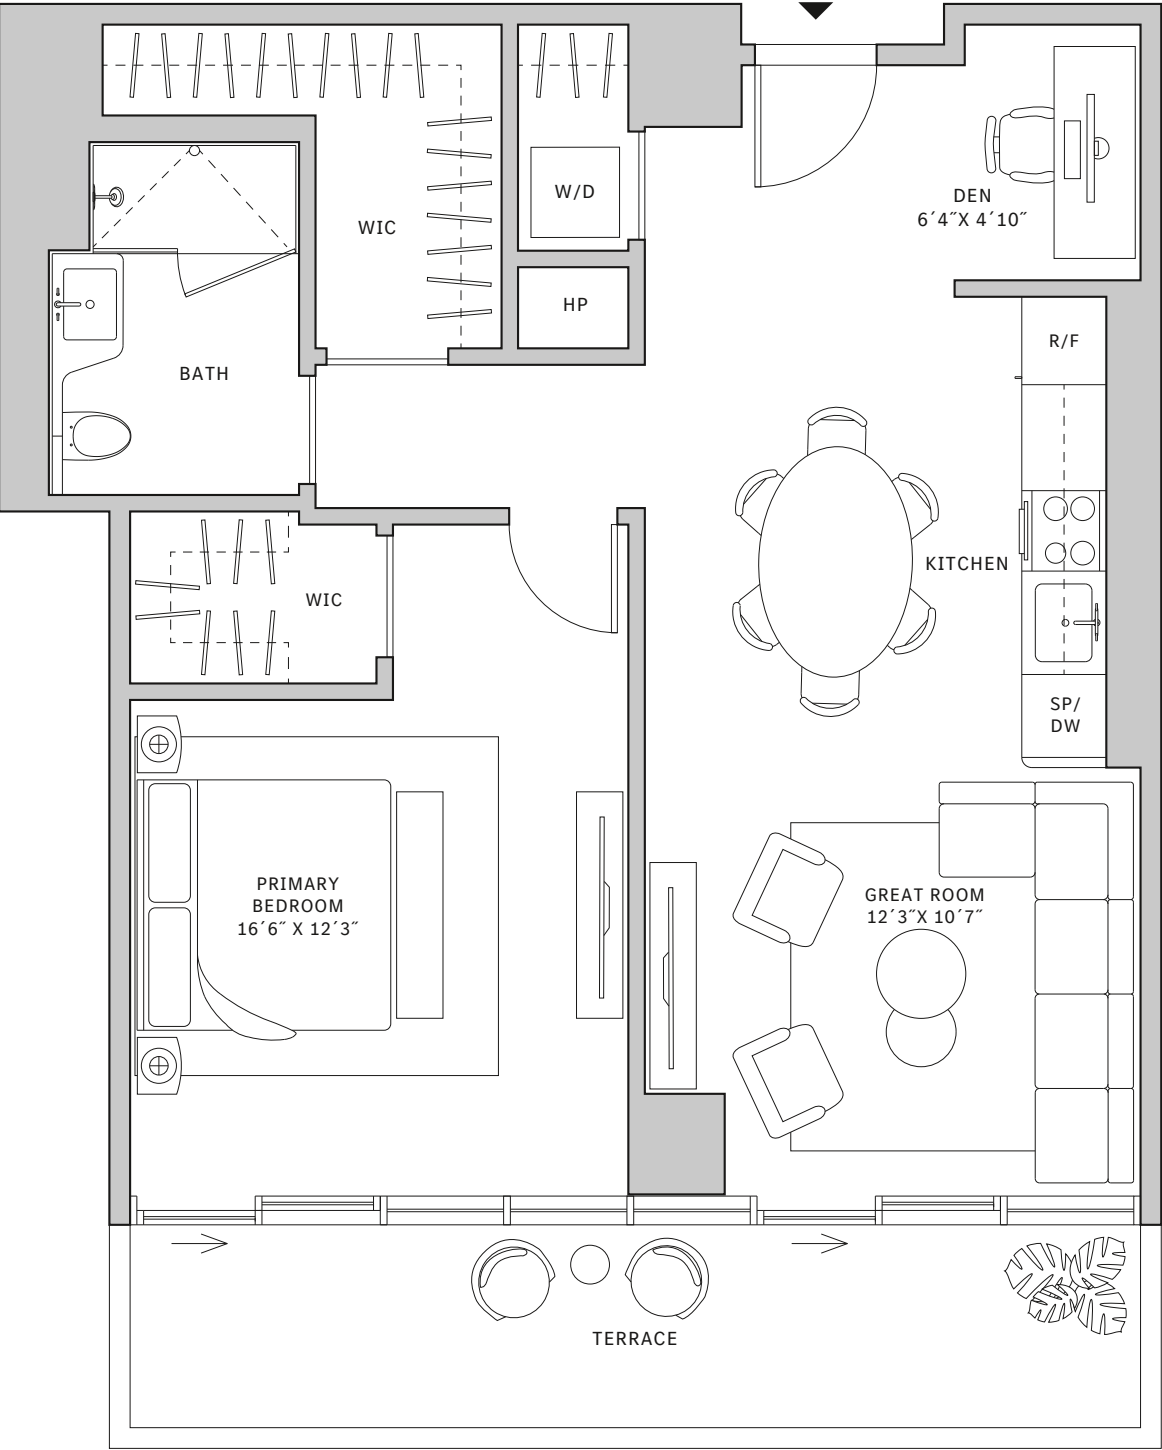 W/D
DEN
6´4˝X 4´10˝
WIC
HP
R/F
BATH
KITCHEN
WIC
SP/
DW
PRIMARY
BEDROOM
16´6˝ X 12´3˝
GREAT ROOM
12´3˝X 10´7˝
TERRACE